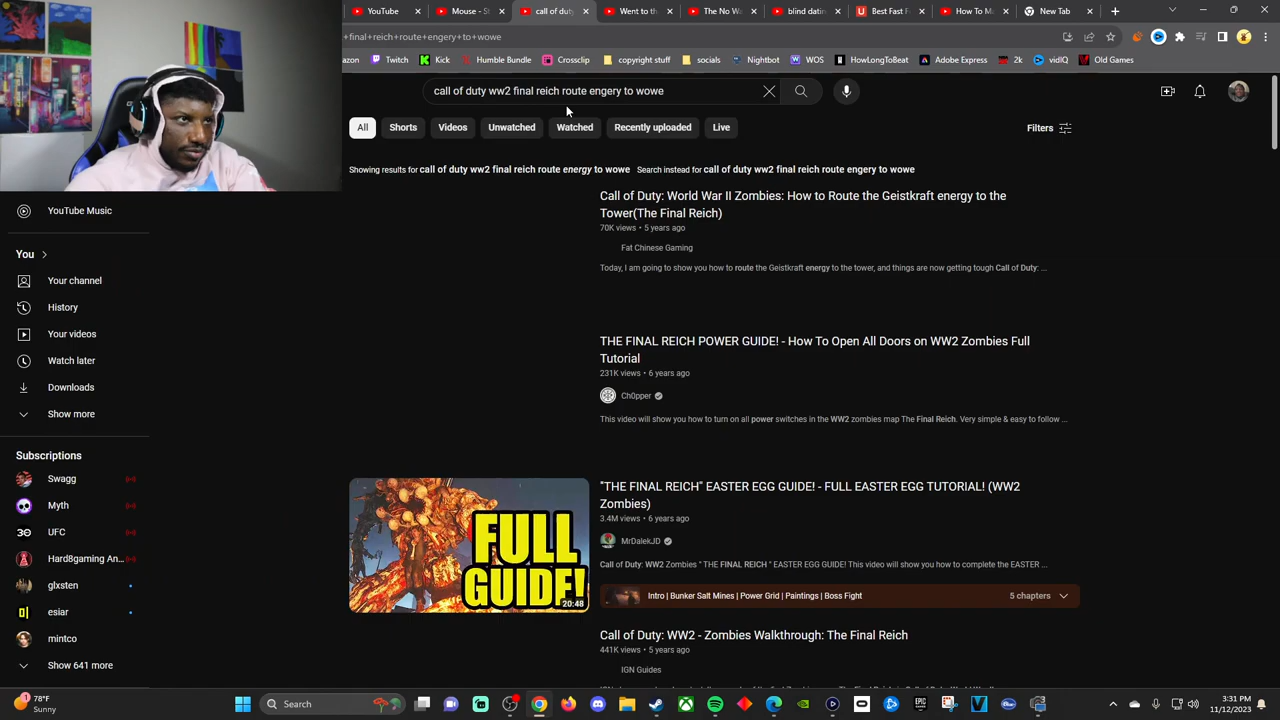 YouTube
Mouse - S
call of duty
Went to th
The No Wa
blind datin
Best Fast F
How To Ma
New Tab
+final+reich+route+engery+to+wowe
azon
Twitch
Kick
Crossclip
Humble Bundle
copyright stuff
socials
Nightbot
WOS
HowLongToBeat
Adobe Express
2k
vidIQ
Old Games
call of duty ww2 final reich route engery to wowe
All
Shorts
Videos
Unwatched
Watched
Recently uploaded
Live
Filters
Showing results for call of duty ww2 final reich route energy to wowe
Search instead for call of duty ww2 final reich route engery to wowe
YouTube Music
You
Your channel
History
Your videos
Watch later
Downloads
Show more
Subscriptions
Swagg
Myth
UFC
Hard8gaming An...
glxsten
esiar
mintco
Show 641 more
Call of Duty: World War II Zombies: How to Route the Geistkraft energy to the
Tower(The Final Reich)
70K views • 5 years ago
Fat Chinese Gaming
Today, I am going to show you how to route the Geistkraft energy to the tower, and things are now getting tough Call of Duty: ...
THE FINAL REICH POWER GUIDE! - How To Open All Doors on WW2 Zombies Full
Tutorial
231K views • 6 years ago
Ch0pper
This video will show you how to turn on all power switches in the WW2 zombies map The Final Reich. Very simple & easy to follow ...
FULL
GUIDE!
20:48
"THE FINAL REICH" EASTER EGG GUIDE! - FULL EASTER EGG TUTORIAL! (WW2
Zombies)
3.4M views • 6 years ago
MrDalekJD
Call of Duty: WW2 Zombies " THE FINAL REICH " EASTER EGG GUIDE! This video will show you how to complete the EASTER ...
Intro | Bunker Salt Mines | Power Grid | Paintings | Boss Fight
5 chapters
Call of Duty: WW2 - Zombies Walkthrough: The Final Reich
441K views • 5 years ago
IGN Guides
78°F
Sunny
Search
3:31 PM
11/12/2023